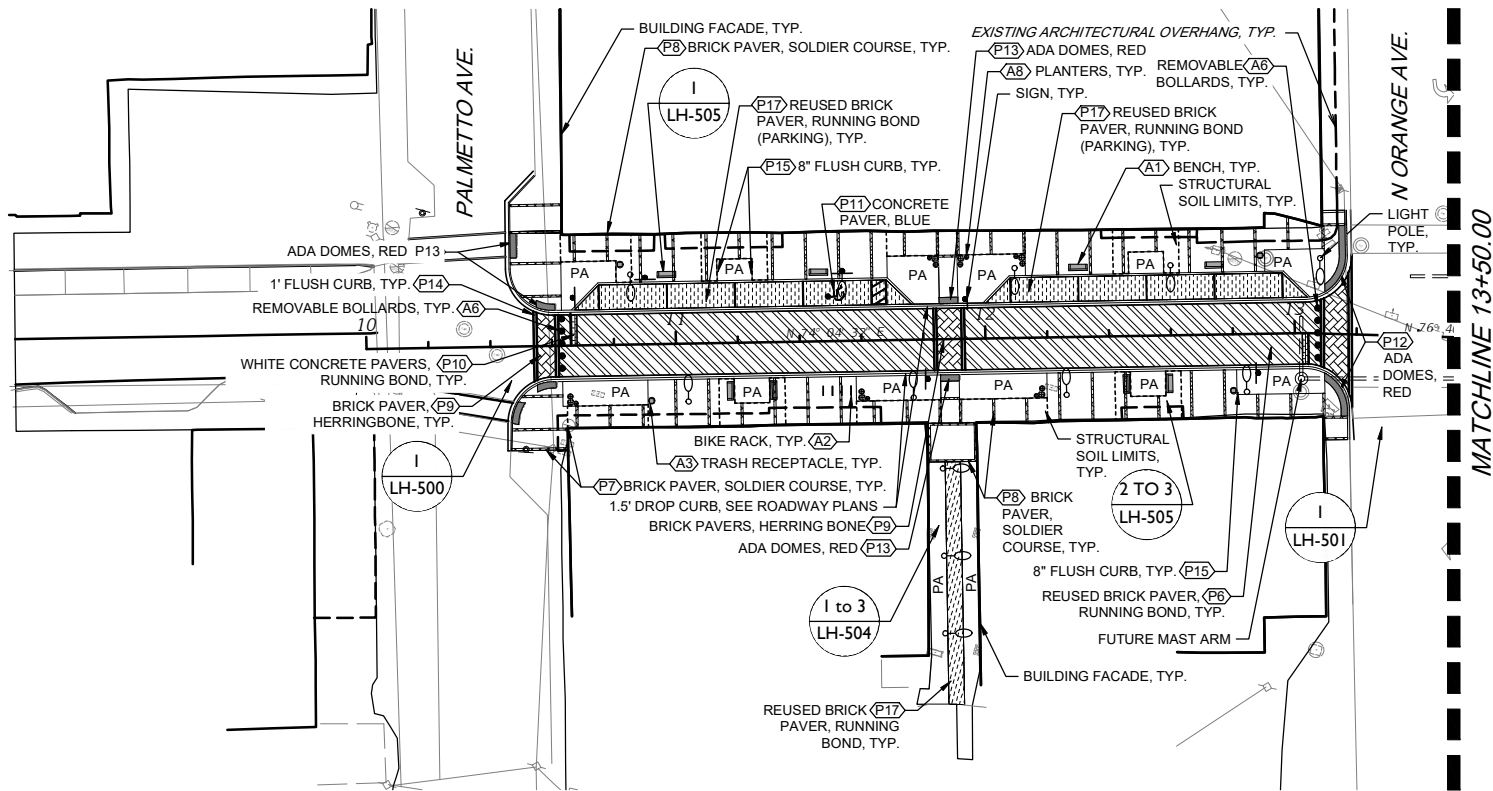 BUILDING FACADE, TYP.
P8 BRICK PAVER, SOLDIER COURSE, TYP.
1
LH-505
P17 REUSED BRICK
PAVER, RUNNING BOND
(PARKING), TYP.
P15 8" FLUSH CURB, TYP.
P11 CONCRETE
PAVER, BLUE
EXISTING ARCHITECTURAL OVERHANG, TYP.
P13 ADA DOMES, RED
A8 PLANTERS, TYP.
SIGN, TYP.
REMOVABLE A6
BOLLARDS, TYP.
P17 REUSED BRICK
PAVER, RUNNING BOND
(PARKING), TYP.
A1 BENCH, TYP.
STRUCTURAL
SOIL LIMITS, TYP.
LIGHT
POLE,
TYP.
PALMETTO AVE.
N ORANGE AVE.
MATCHLINE 13+50.00
ADA DOMES, RED P13
1' FLUSH CURB, TYP. P14
REMOVABLE BOLLARDS, TYP. A6
WHITE CONCRETE PAVERS, P10
RUNNING BOND, TYP.
BRICK PAVER, P9
HERRINGBONE, TYP.
1
LH-500
PA
PA
PA
PA
PA
PA
10
11
12
13
N 74° 04' 32" E
N 76° 4
PA
PA
PA
PA
PA
PA
P12
ADA
DOMES,
RED
BIKE RACK, TYP. A2
A3 TRASH RECEPTACLE, TYP.
P7 BRICK PAVER, SOLDIER COURSE, TYP.
1.5' DROP CURB, SEE ROADWAY PLANS
BRICK PAVERS, HERRING BONE P9
ADA DOMES, RED P13
STRUCTURAL
SOIL LIMITS,
TYP.
P8 BRICK
PAVER,
SOLDIER
COURSE, TYP.
2 TO 3
LH-505
1
LH-501
8" FLUSH CURB, TYP. P15
REUSED BRICK PAVER, P6
RUNNING BOND, TYP.
FUTURE MAST ARM
1 to 3
LH-504
PA
PA
BUILDING FACADE, TYP.
REUSED BRICK P17
PAVER, RUNNING
BOND, TYP.